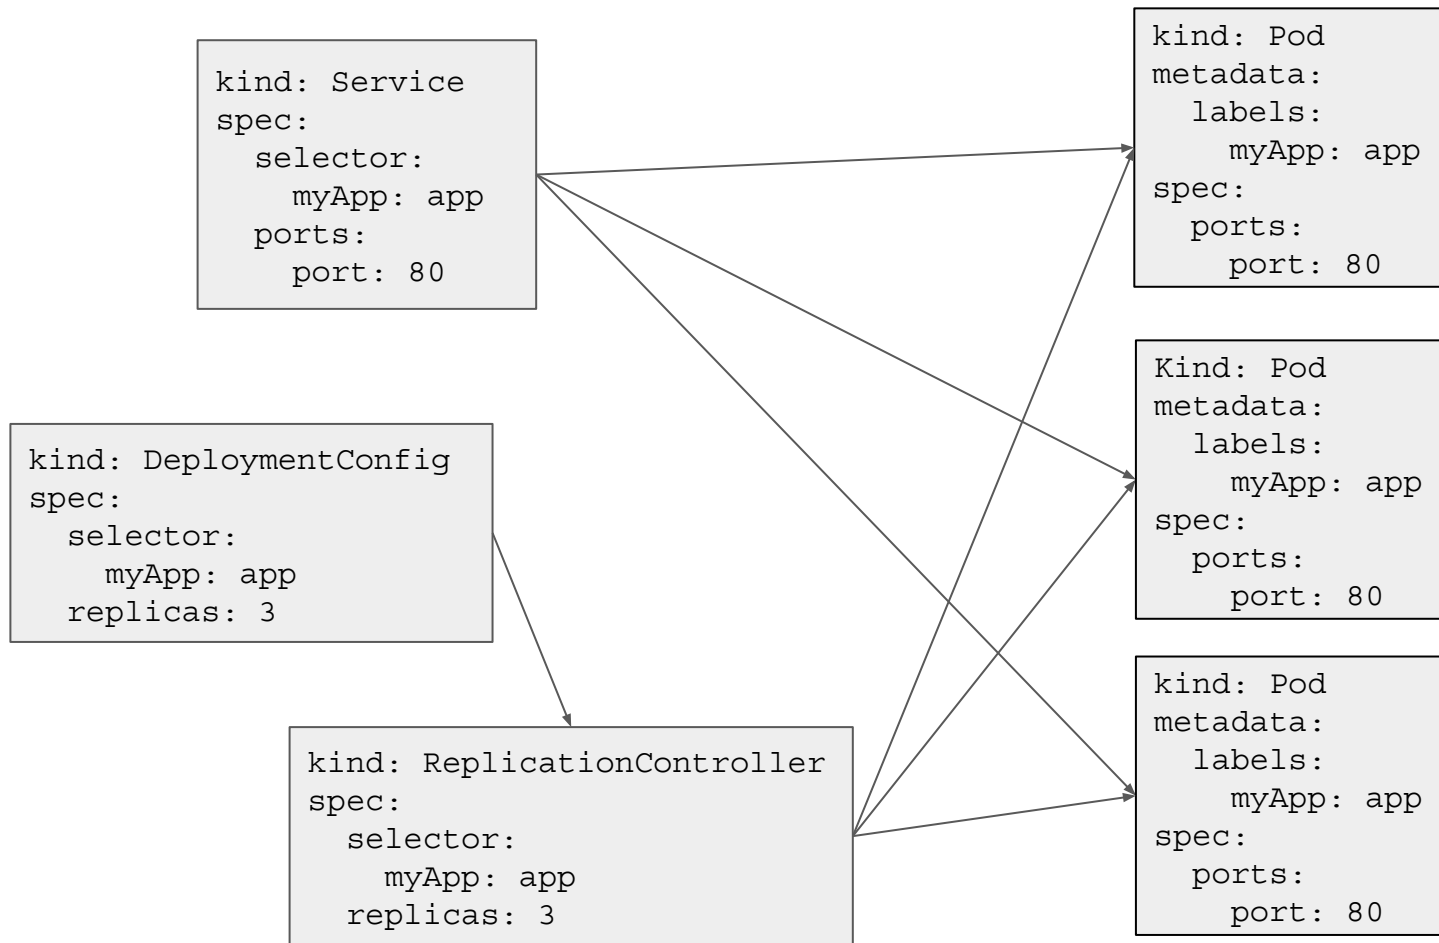 kind: Service
spec:
  selector:
    myApp: app
  ports:
    port: 80
kind: DeploymentConfig
spec:
  selector:
    myApp: app
  replicas: 3
kind: ReplicationController
spec:
  selector:
    myApp: app
  replicas: 3
kind: Pod
metadata:
  labels:
    myApp: app
spec:
  ports:
    port: 80
Kind: Pod
metadata:
  labels:
    myApp: app
spec:
  ports:
    port: 80
kind: Pod
metadata:
  labels:
    myApp: app
spec:
  ports:
    port: 80